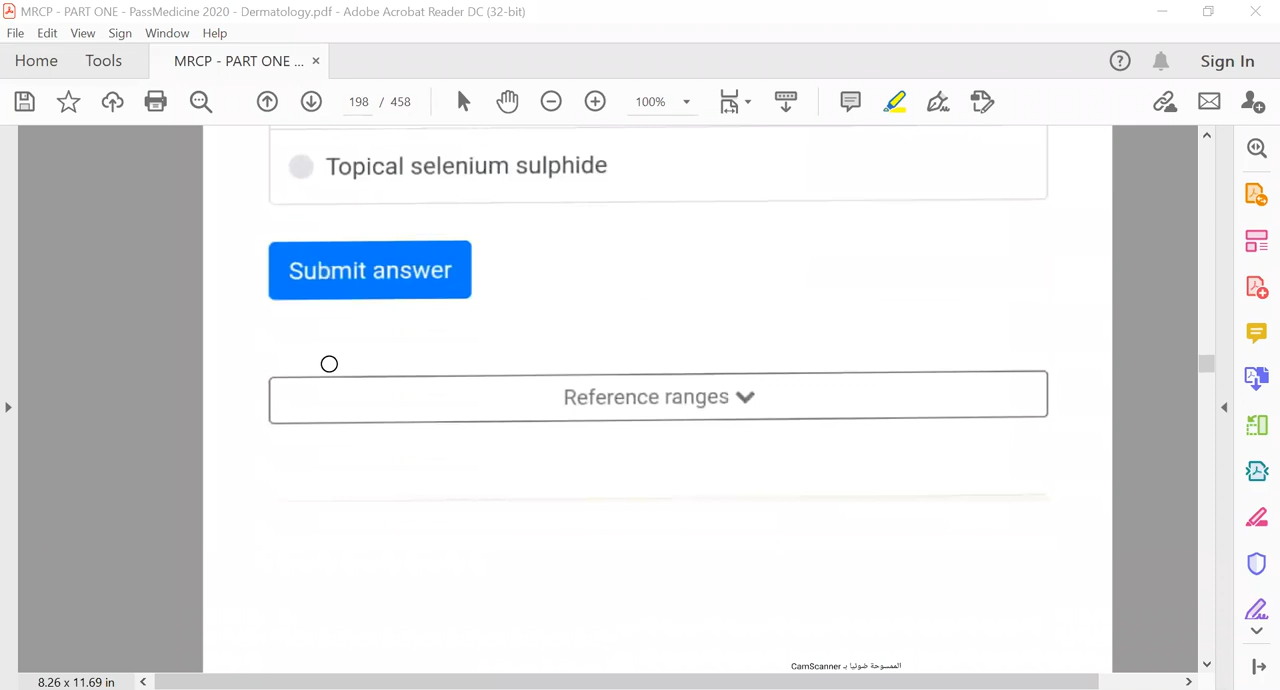 MRCP - PART ONE - PassMedicine 2020 - Dermatology.pdf - Adobe Acrobat Reader DC (32-bit)
File Edit View Sign Window Help
Home Tools MRCP - PART ONE ... × Sign In
198 / 458 100%
Topical selenium sulphide
Submit answer
Reference ranges
الممسوحة ضوئيا بـ CamScanner
8.26 x 11.69 in